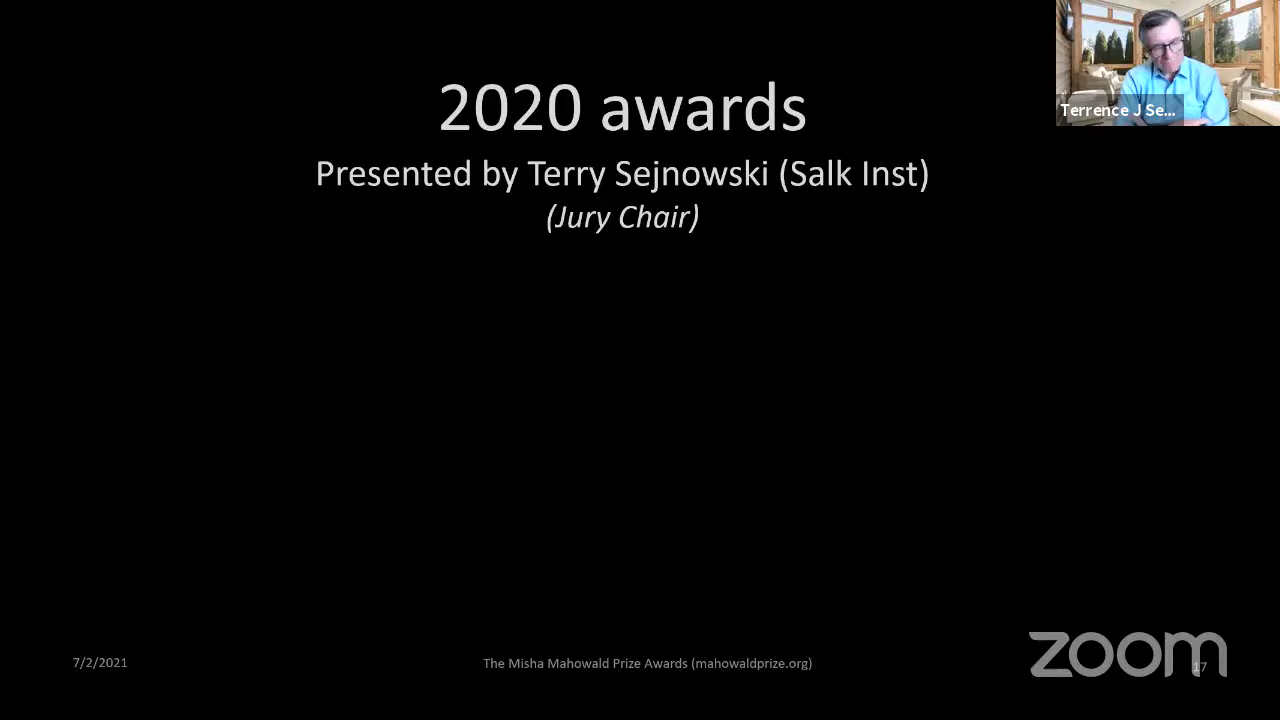 2020 awards
Presented by Terry Sejnowski (Salk Inst)
(Jury Chair)
Terrence J Se...
7/2/2021
The Misha Mahowald Prize Awards (mahowaldprize.org)
zoom
17